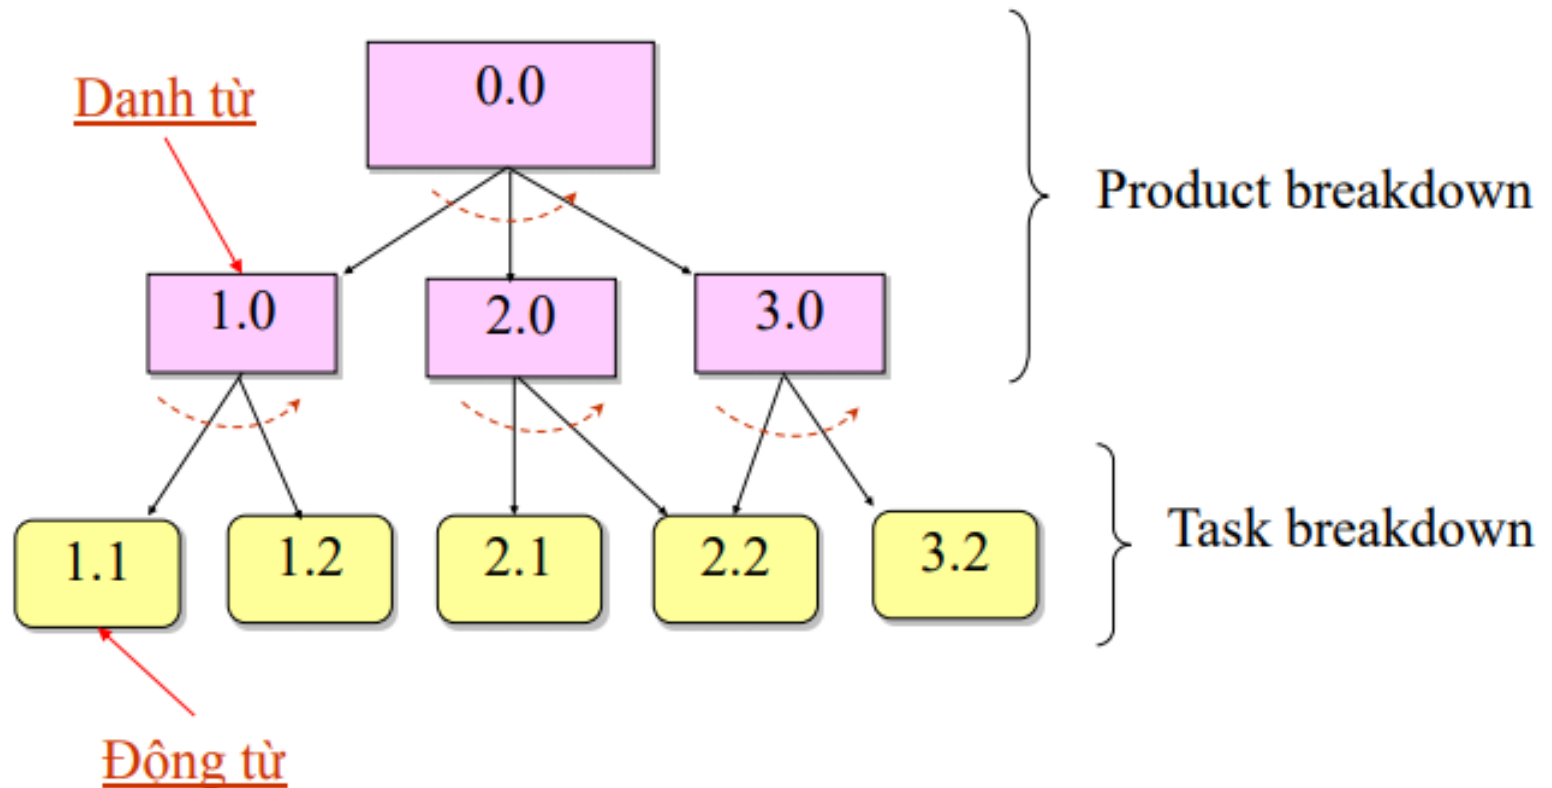 0.0
Danh từ
Product breakdown
1.0
2.0
3.0
1.1
1.2
2.1
2.2
3.2
Task breakdown
Động từ